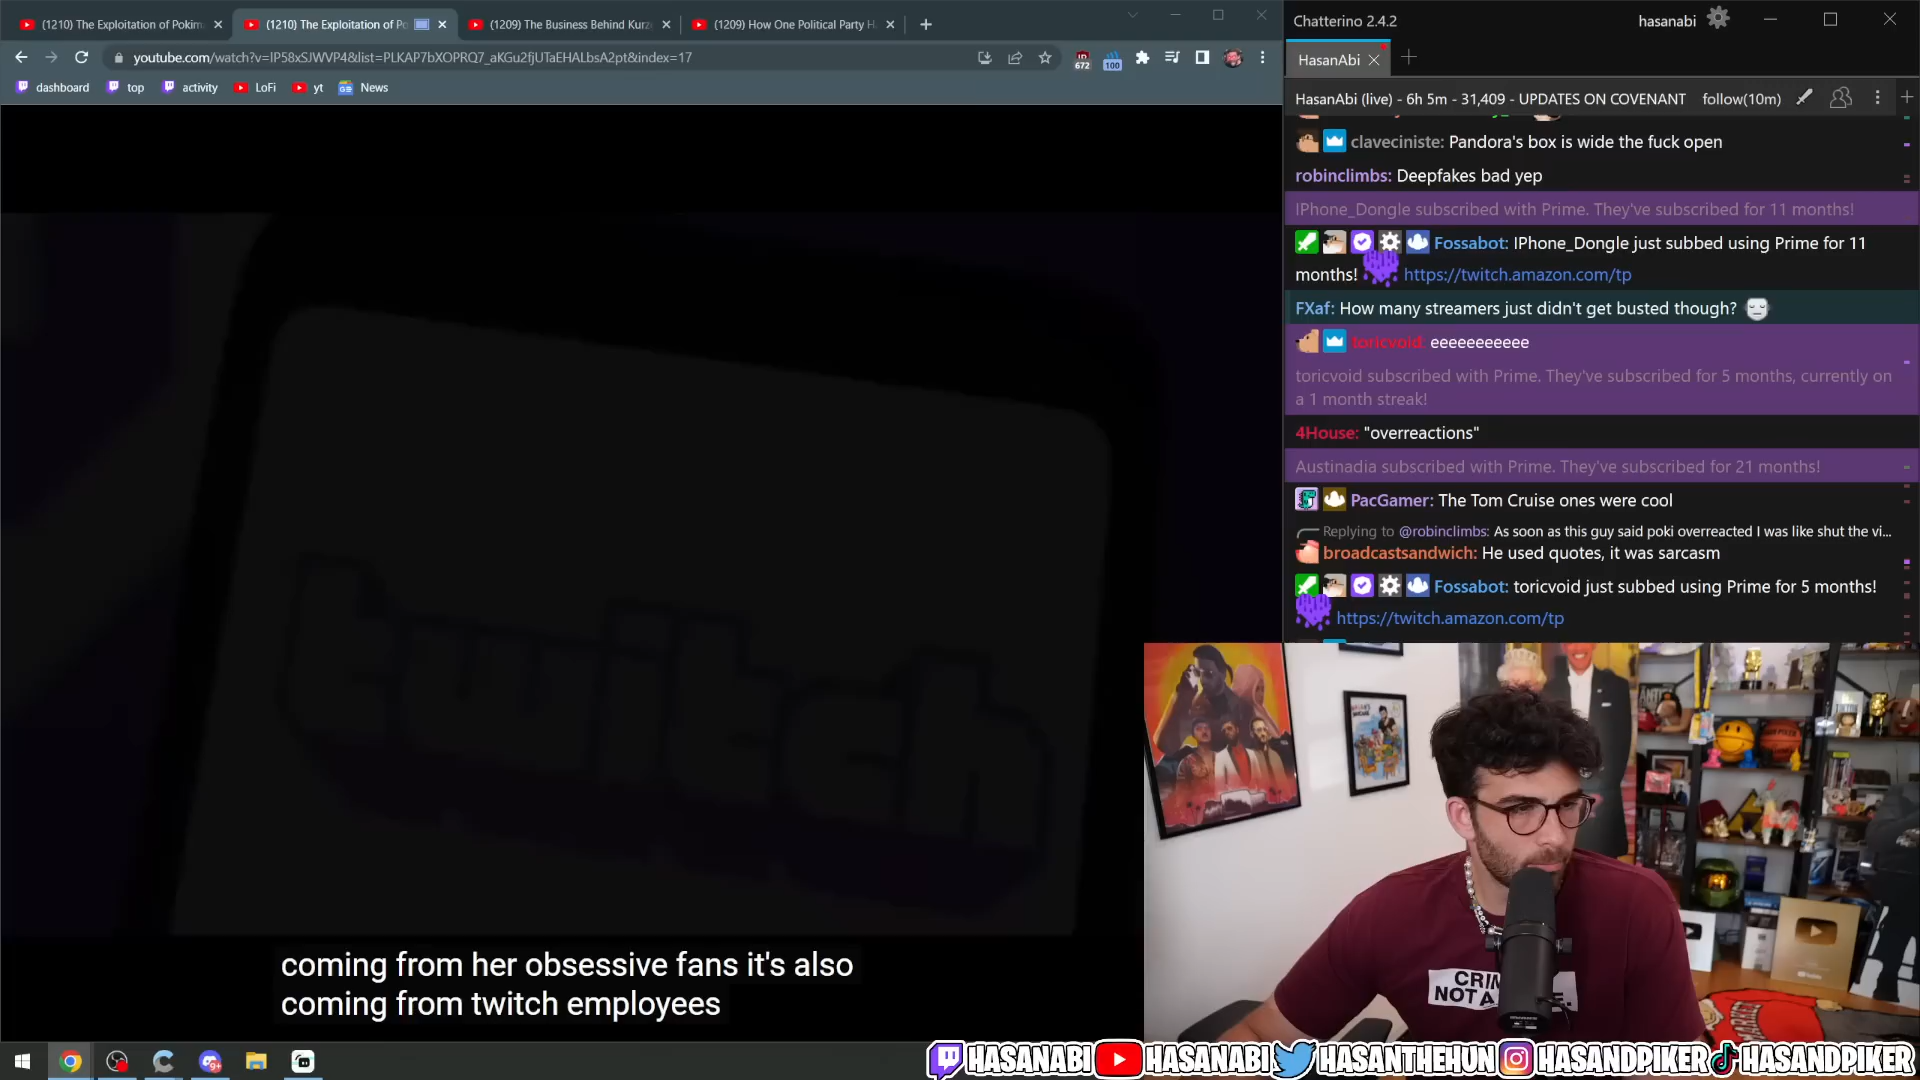 (1210) The Exploitation of Pokim
(1210) The Exploitation of Po
(1209) The Business Behind Kurz
(1209) How One Political Party H
youtube.com/watch?v=IP58xSJWVP4&list=PLKAP7bXOPRQ7_aKGu2fjUTaEHALbsA2pt&index=17
672
100
dashboard
top
activity
LoFi
yt
News
twitch
coming from her obsessive fans it's also
coming from twitch employees
Chatterino 2.4.2
hasanabi
HasanAbi
HasanAbi (live) - 6h 5m - 31,409 - UPDATES ON COVENANT
follow(10m)
claveciniste: Pandora's box is wide the fuck open
robinclimbs: Deepfakes bad yep
IPhone_Dongle subscribed with Prime. They've subscribed for 11 months!
Fossabot: IPhone_Dongle just subbed using Prime for 11
months! https://twitch.amazon.com/tp
FXaf: How many streamers just didn't get busted though?
toricvoid: eeeeeeeeeee
toricvoid subscribed with Prime. They've subscribed for 5 months, currently on
a 1 month streak!
4House: "overreactions"
Austinadia subscribed with Prime. They've subscribed for 21 months!
PacGamer: The Tom Cruise ones were cool
Replying to @robinclimbs: As soon as this guy said poki overreacted I was like shut the vi...
broadcastsandwich: He used quotes, it was sarcasm
Fossabot: toricvoid just subbed using Prime for 5 months!
https://twitch.amazon.com/tp
NOT A
HASANABI
HASANABI
HASANTHEHUN
HASANDPIKER
HASANDPIKER